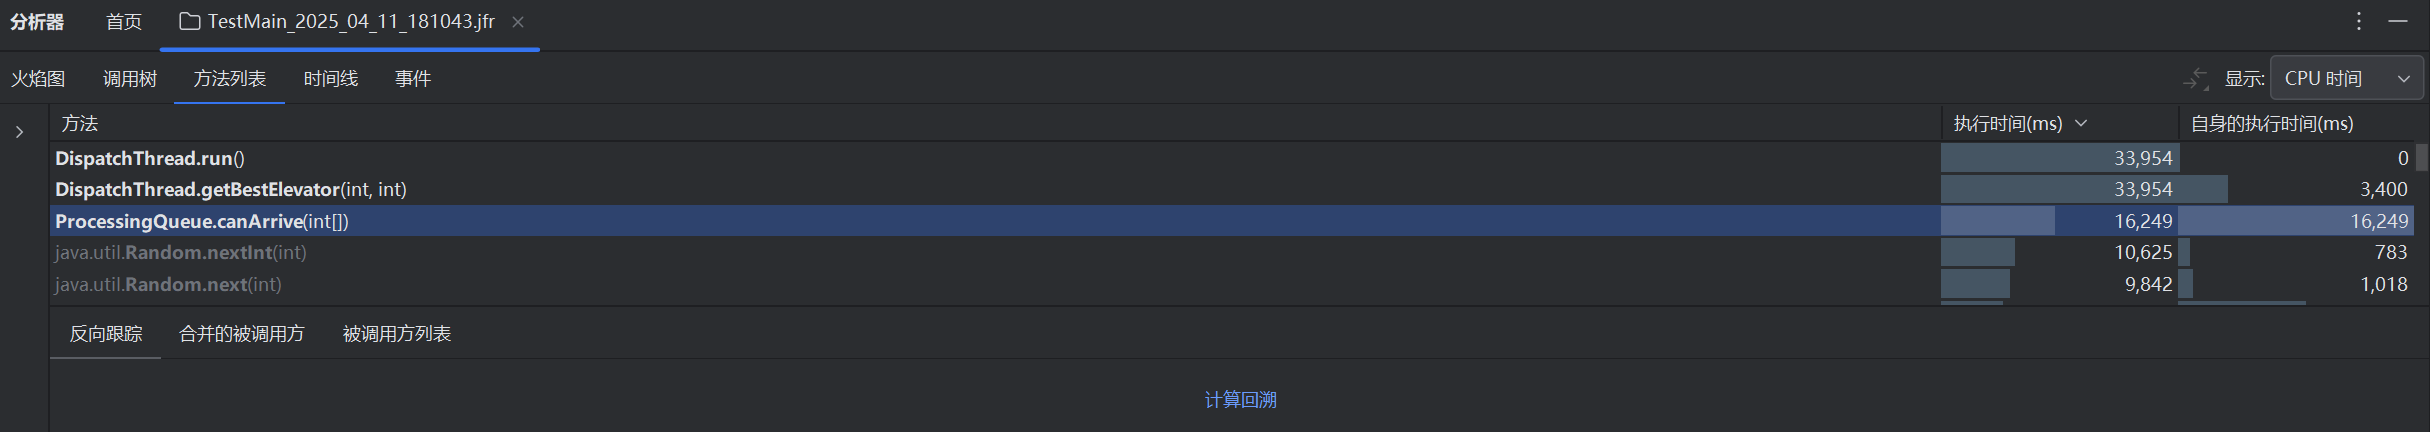 分析器 首页 TestMain_2025_04_11_181043.jfr
火焰图 调用树 方法列表 时间线 事件 显示: CPU 时间
方法 执行时间(ms) 自身的执行时间(ms)
DispatchThread.run() 33,954 0
DispatchThread.getBestElevator(int, int) 33,954 3,400
ProcessingQueue.canArrive(int[]) 16,249 16,249
java.util.Random.nextInt(int) 10,625 783
java.util.Random.next(int) 9,842 1,018
反向跟踪 合并的被调用方 被调用方列表
计算回溯